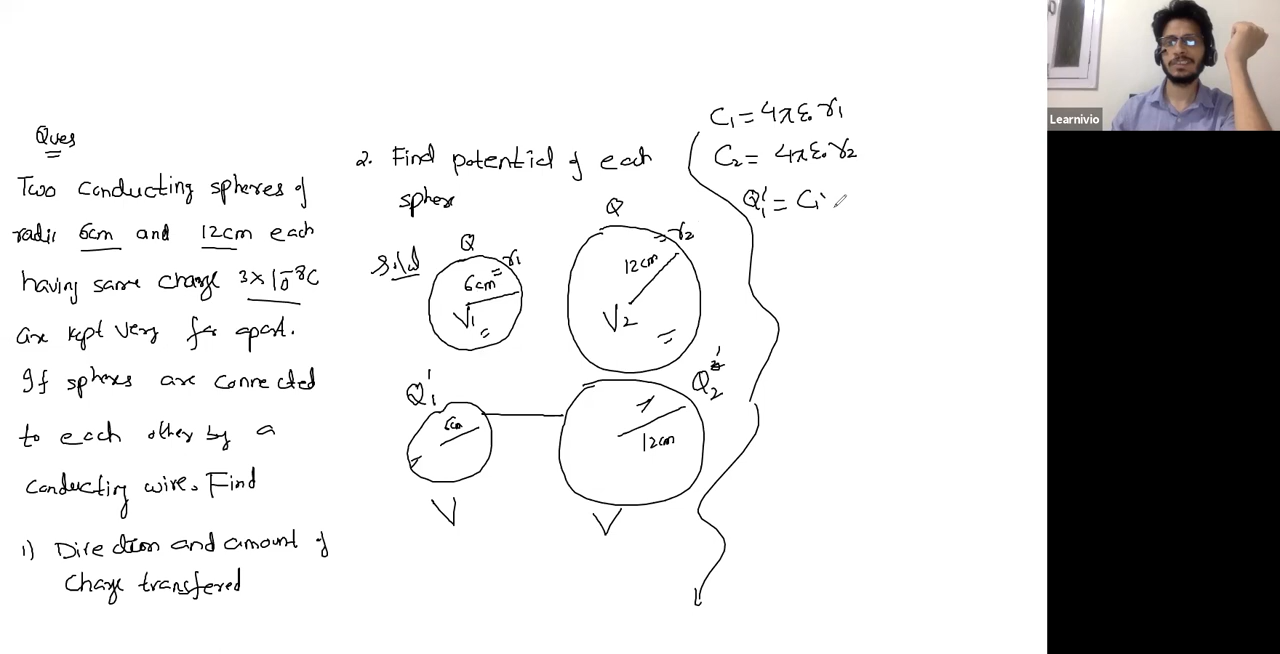 Ques
Two conducting spheres of
radii 6cm and 12cm each
having same charge 3×10⁻⁸C
are kept very far apart.
If spheres are connected
to each other by a
conducting wire. Find
1) Direction and amount of
charge transferred
2. Find potential of each
sphere
Solⁿ
Q
r₁
6cm
V₁
Q
r₂
12cm
V₂
Q₁'
6cm
V
Q₂'
12cm
V
C₁ = 4πε₀r₁
C₂ = 4πε₀r₂
Q₁' = C₁
Learnivio